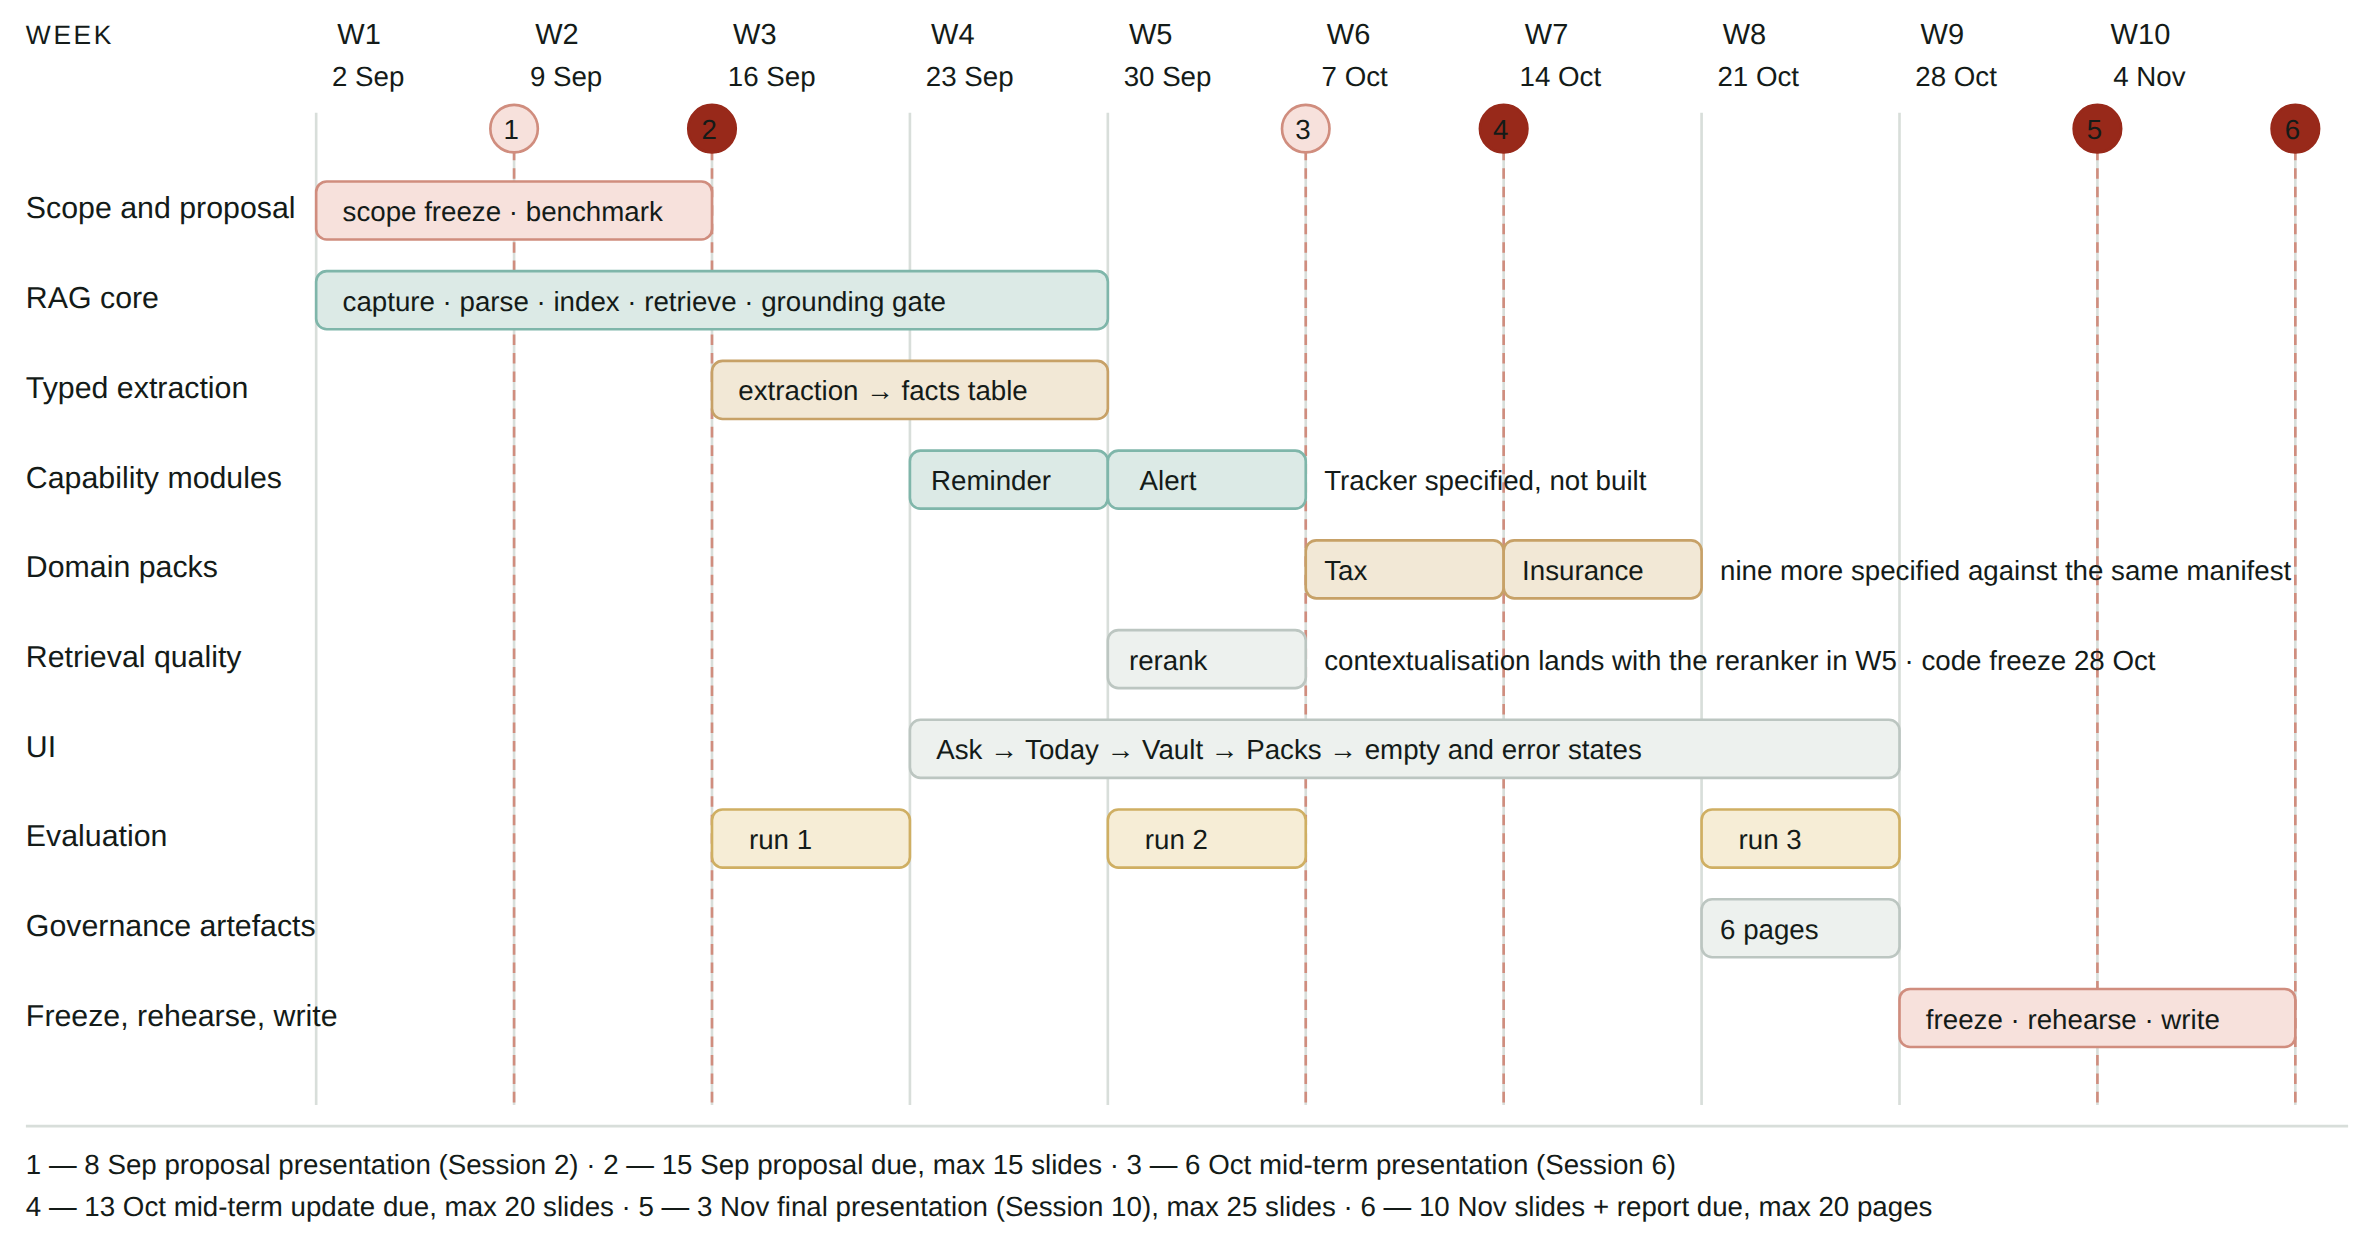 WEEK W1 W2 W3 W4 W5 W6 W7 W8 W9 W10
2 Sep 9 Sep 16 Sep 23 Sep 30 Sep 7 Oct 14 Oct 21 Oct 28 Oct 4 Nov
1 2 3 4 5 6
Scope and proposal scope freeze · benchmark
RAG core capture · parse · index · retrieve · grounding gate
Typed extraction extraction → facts table
Capability modules Reminder Alert Tracker specified, not built
Domain packs Tax Insurance nine more specified against the same manifest
Retrieval quality rerank contextualisation lands with the reranker in W5 · code freeze 28 Oct
UI Ask → Today → Vault → Packs → empty and error states
Evaluation run 1 run 2 run 3
Governance artefacts 6 pages
Freeze, rehearse, write freeze · rehearse · write
1 — 8 Sep proposal presentation (Session 2) · 2 — 15 Sep proposal due, max 15 slides · 3 — 6 Oct mid-term presentation (Session 6)
4 — 13 Oct mid-term update due, max 20 slides · 5 — 3 Nov final presentation (Session 10), max 25 slides · 6 — 10 Nov slides + report due, max 20 pages